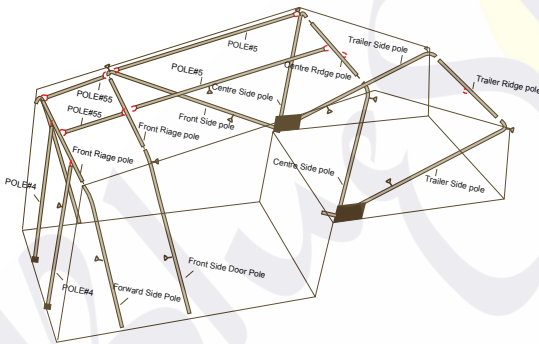 POLE#5
Trailer Side pole
POLE#5
Centre Rrdge pole
Trailer Ridge pole
POLE#55
Centre Side pole
POLE#55
Front Side pole
Front Riage pole
Front Riage pole
Centre Side pole
POLE#4
Trailer Side pole
Front Side Door Pole
POLE#4
Forward Side Pole